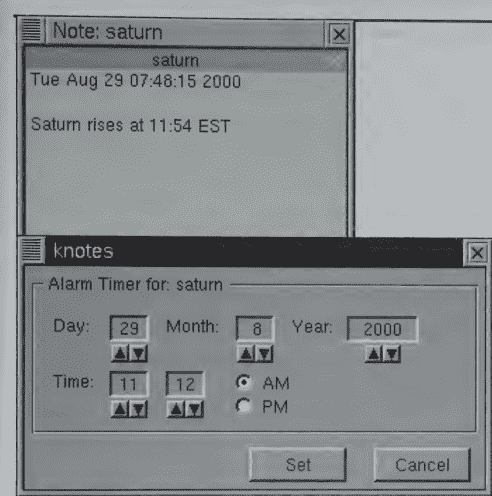 Note: saturn
saturn
Tue Aug 29 07:48:15 2000
Saturn rises at 11:54 EST
knotes
Alarm Timer for: saturn
Day: 29 Month: 8 Year: 2000
Time: 11 12 AM
PM
Set Cancel